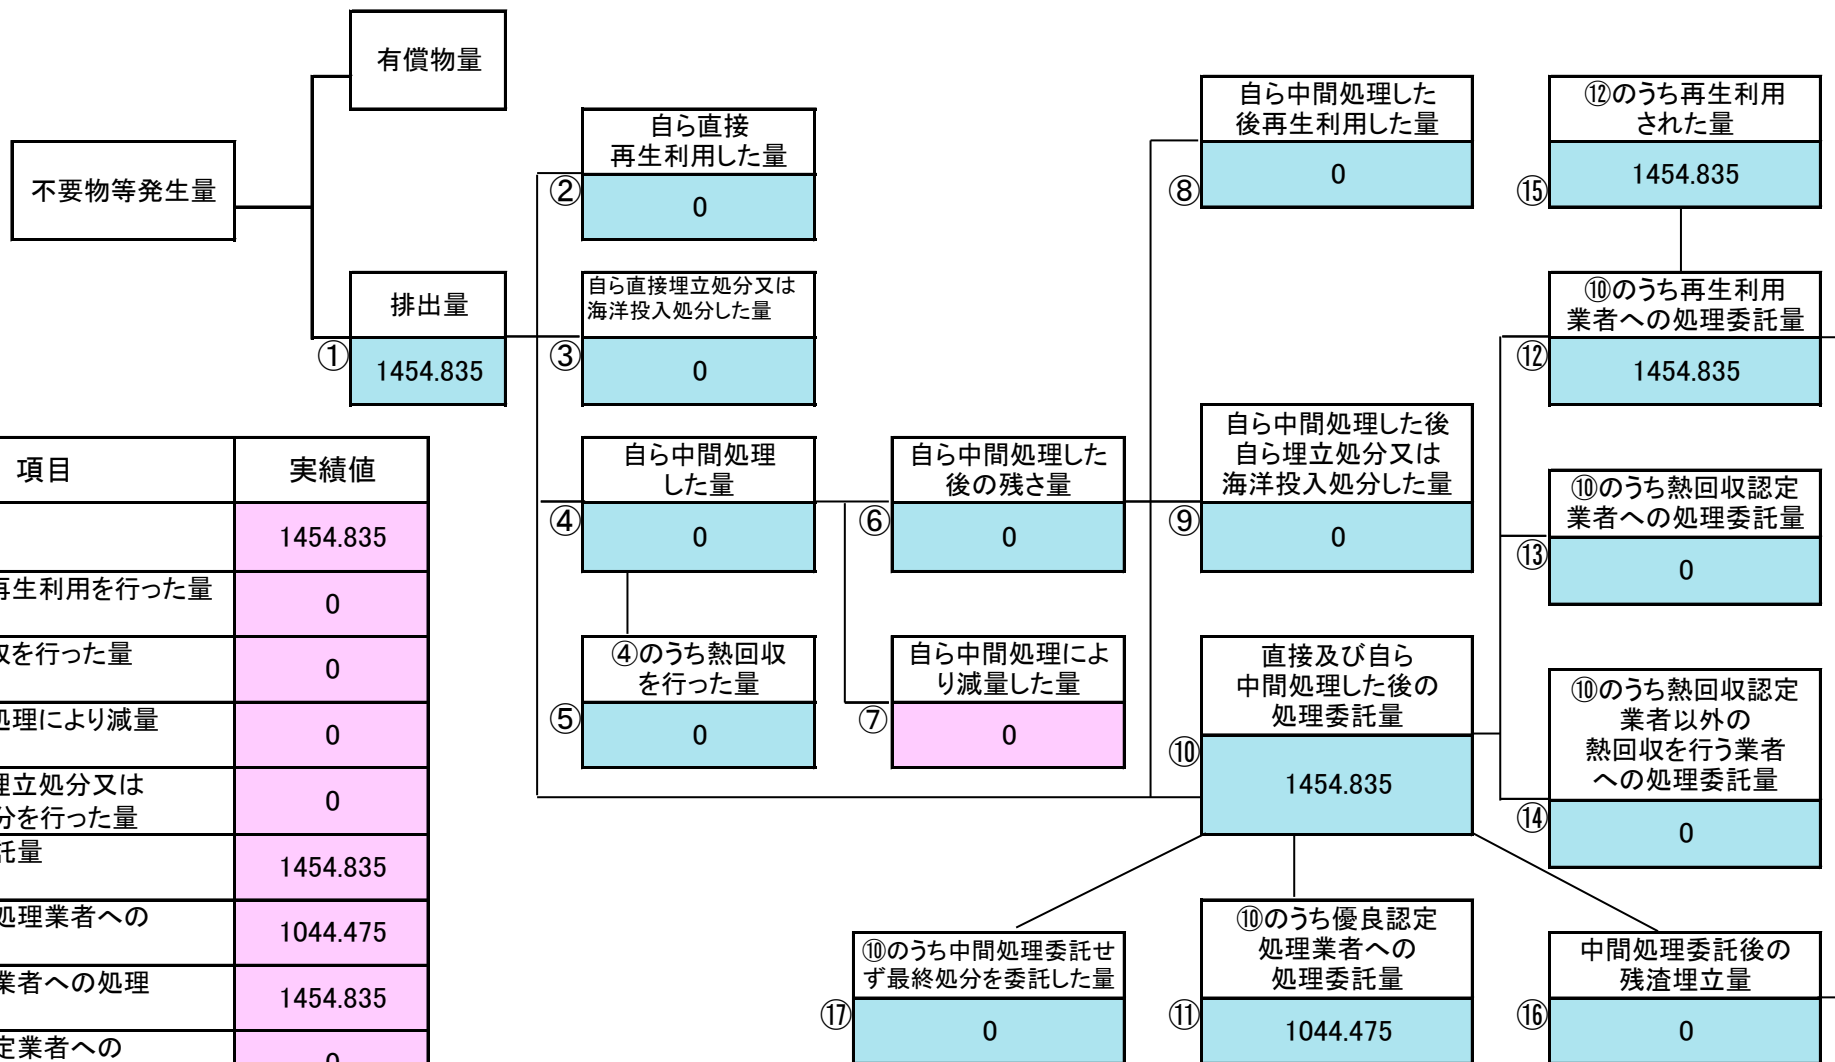 有償物量
不要物等発生量
排出量
①
1454.835
自ら直接
再生利用した量
②
0
自ら直接埋立処分又は
海洋投入処分した量
③
0
自ら中間処理
した量
④
0
④のうち熱回収
を行った量
⑤
0
自ら中間処理した
後の残さ量
⑥
0
自ら中間処理によ
り減量した量
⑦
0
自ら中間処理した
後再生利用した量
⑧
0
自ら中間処理した後
自ら埋立処分又は
海洋投入処分した量
⑨
0
直接及び自ら
中間処理した後の
処理委託量
⑩
1454.835
⑩のうち優良認定
処理業者への
処理委託量
⑪
1044.475
⑫のうち再生利用
された量
⑮
1454.835
⑩のうち再生利用
業者への処理委託量
⑫
1454.835
⑩のうち熱回収認定
業者への処理委託量
⑬
0
⑩のうち熱回収認定
業者以外の
熱回収を行う業者
への処理委託量
⑭
0
中間処理委託後の
残渣埋立量
⑯
0
⑩のうち中間処理委託せ
ず最終処分を委託した量
⑰
0
項目 実績値
1454.835
再生利用を行った量 0
収を行った量 0
処理により減量 0
埋立処分又は
分を行った量 0
託量 1454.835
処理業者への 1044.475
業者への処理 1454.835
定業者への 0